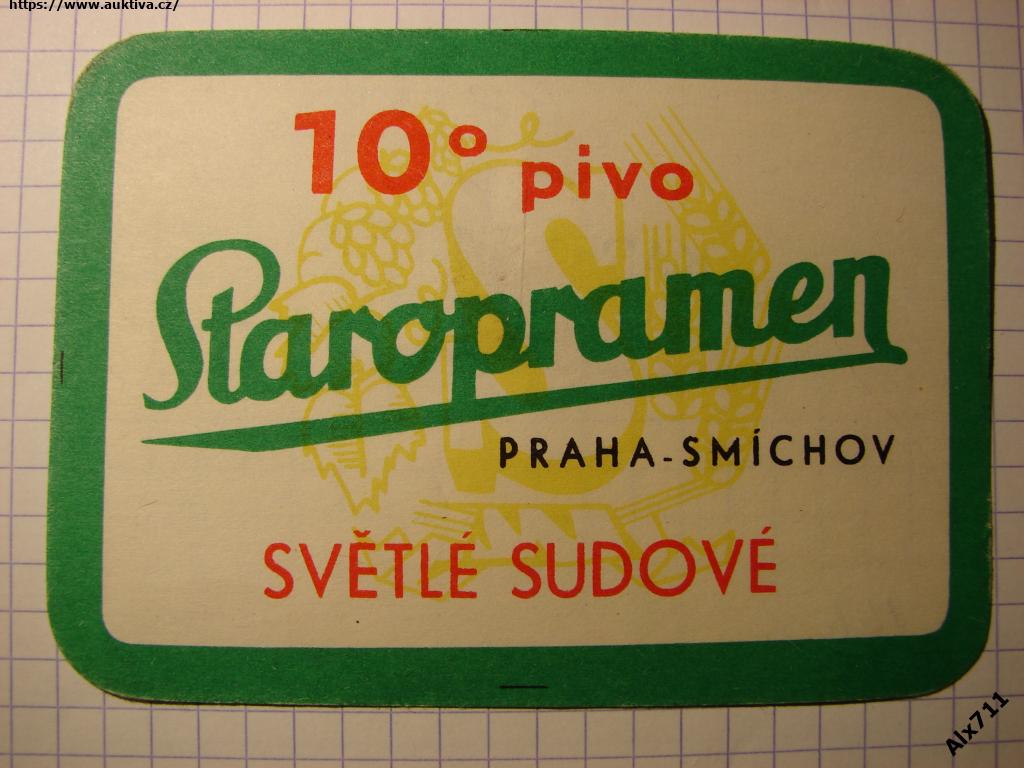 https://www.auktiva.cz/
10° pivo
Staropramen
PRAHA-SMÍCHOV
SVĚTLÉ SUDOVÉ
Alx711